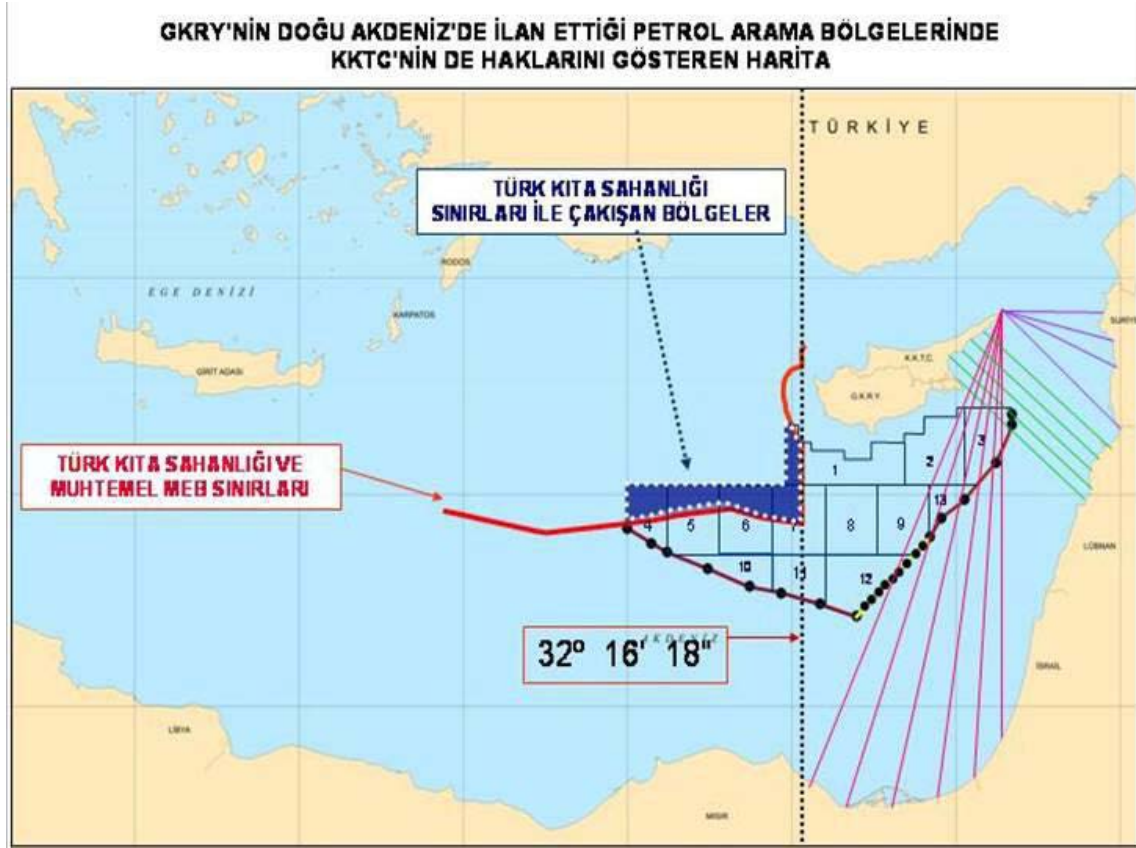 GKRY'NİN DOĞU AKDENİZ'DE İLAN ETTİĞİ PETROL ARAMA BÖLGELERİNDE
KKTC'NİN DE HAKLARINI GÖSTEREN HARİTA
TÜRKİYE
TÜRK KITA SAHANLIĞI
SINIRLARI İLE ÇAKIŞAN BÖLGELER
RODOS
EGE DENİZİ
KARPATOS
SURİYE
GİRİT ADASI
K.K.T.C.
G.K.R.Y.
TÜRK KITA SAHANLIĞI VE
MUHTEMEL MEB SINIRLARI
1
2
3
4
5
6
7
8
9
13
10
11
12
LÜBNAN
AKDENİZ
32º 16' 18"
İSRAİL
LİBYA
MISIR